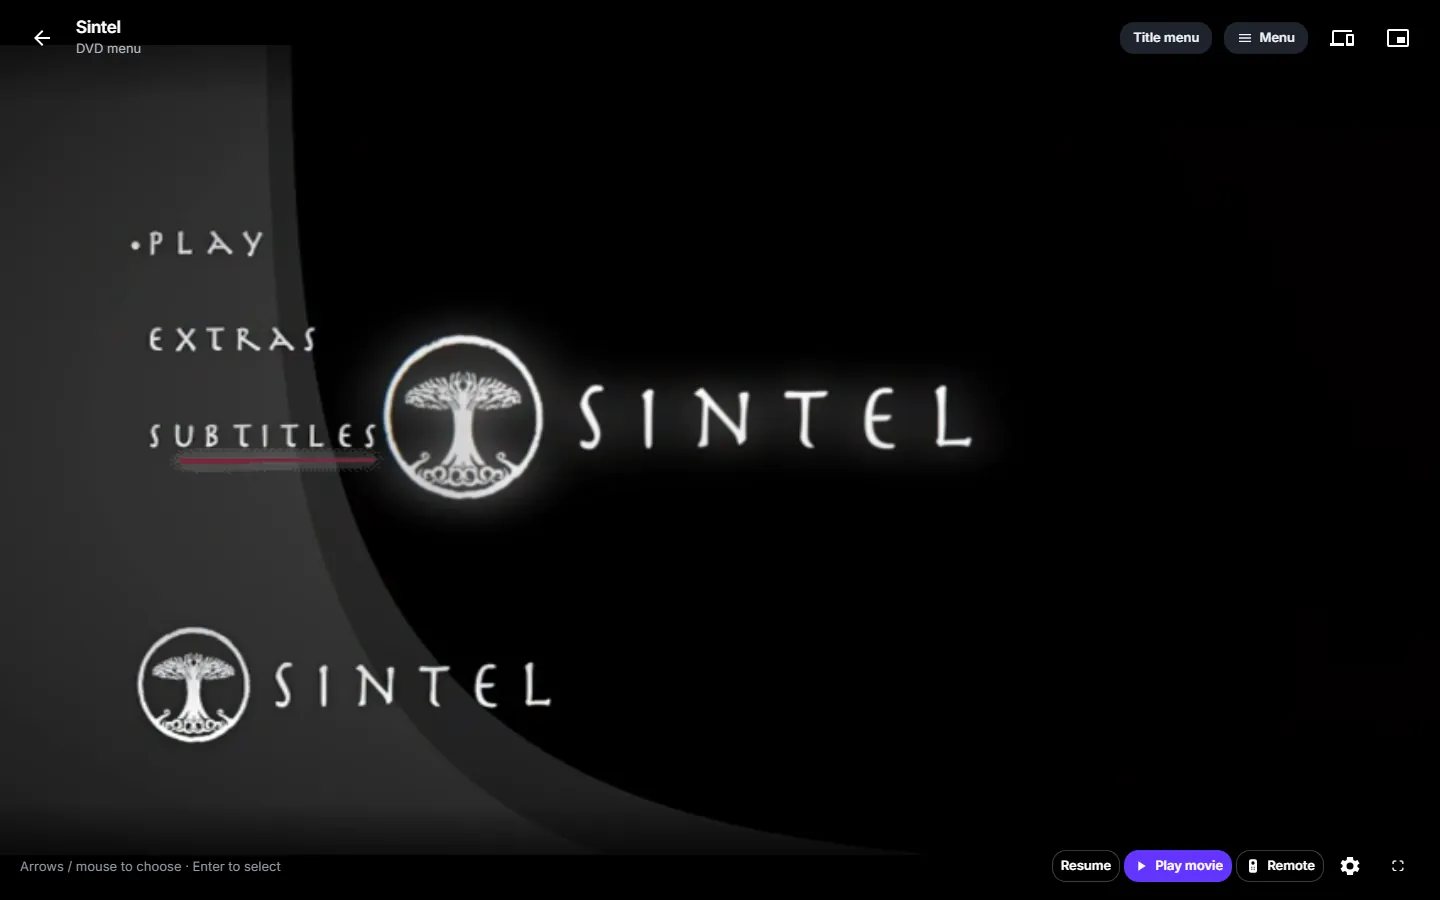 Sintel
DVD menu
Title menu
Menu
PLAY
EXTRAS
SUBTITLES
SINTEL
SINTEL
Arrows / mouse to choose · Enter to select
Resume
Play movie
Remote